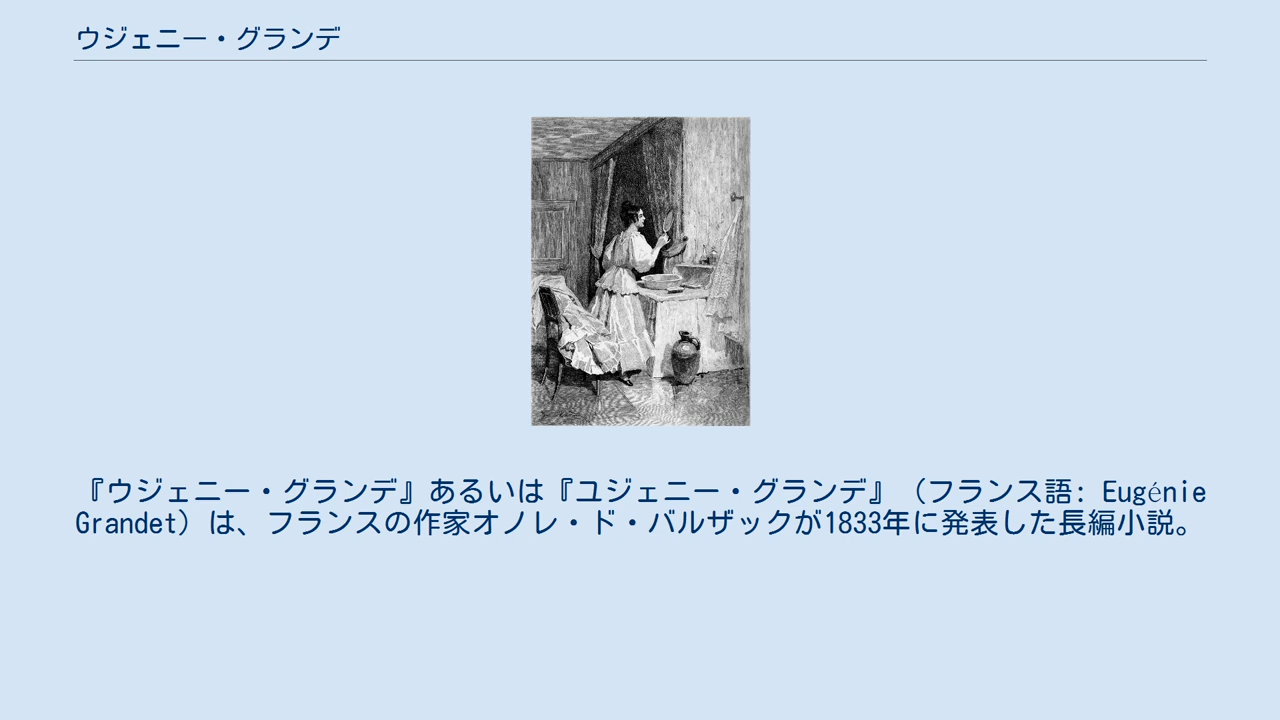 ウジェニー・グランデ
『ウジェニー・グランデ』あるいは『ユジェニー・グランデ』（フランス語: Eugénie
Grandet）は、フランスの作家オノレ・ド・バルザックが1833年に発表した長編小説。